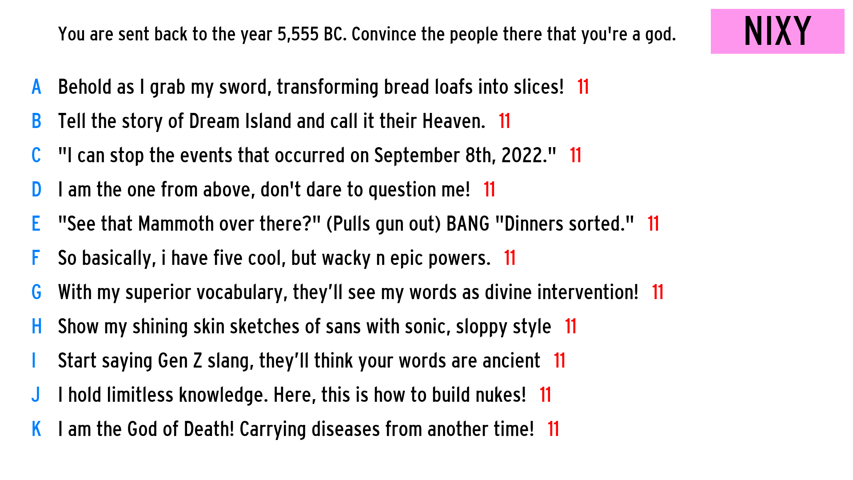 You are sent back to the year 5,555 BC. Convince the people there that you're a god.
NIXY
A Behold as I grab my sword, transforming bread loafs into slices! 11
B Tell the story of Dream Island and call it their Heaven. 11
C "I can stop the events that occurred on September 8th, 2022." 11
D I am the one from above, don't dare to question me! 11
E "See that Mammoth over there?" (Pulls gun out) BANG "Dinners sorted." 11
F So basically, i have five cool, but wacky n epic powers. 11
G With my superior vocabulary, they’ll see my words as divine intervention! 11
H Show my shining skin sketches of sans with sonic, sloppy style 11
I Start saying Gen Z slang, they’ll think your words are ancient 11
J I hold limitless knowledge. Here, this is how to build nukes! 11
K I am the God of Death! Carrying diseases from another time! 11